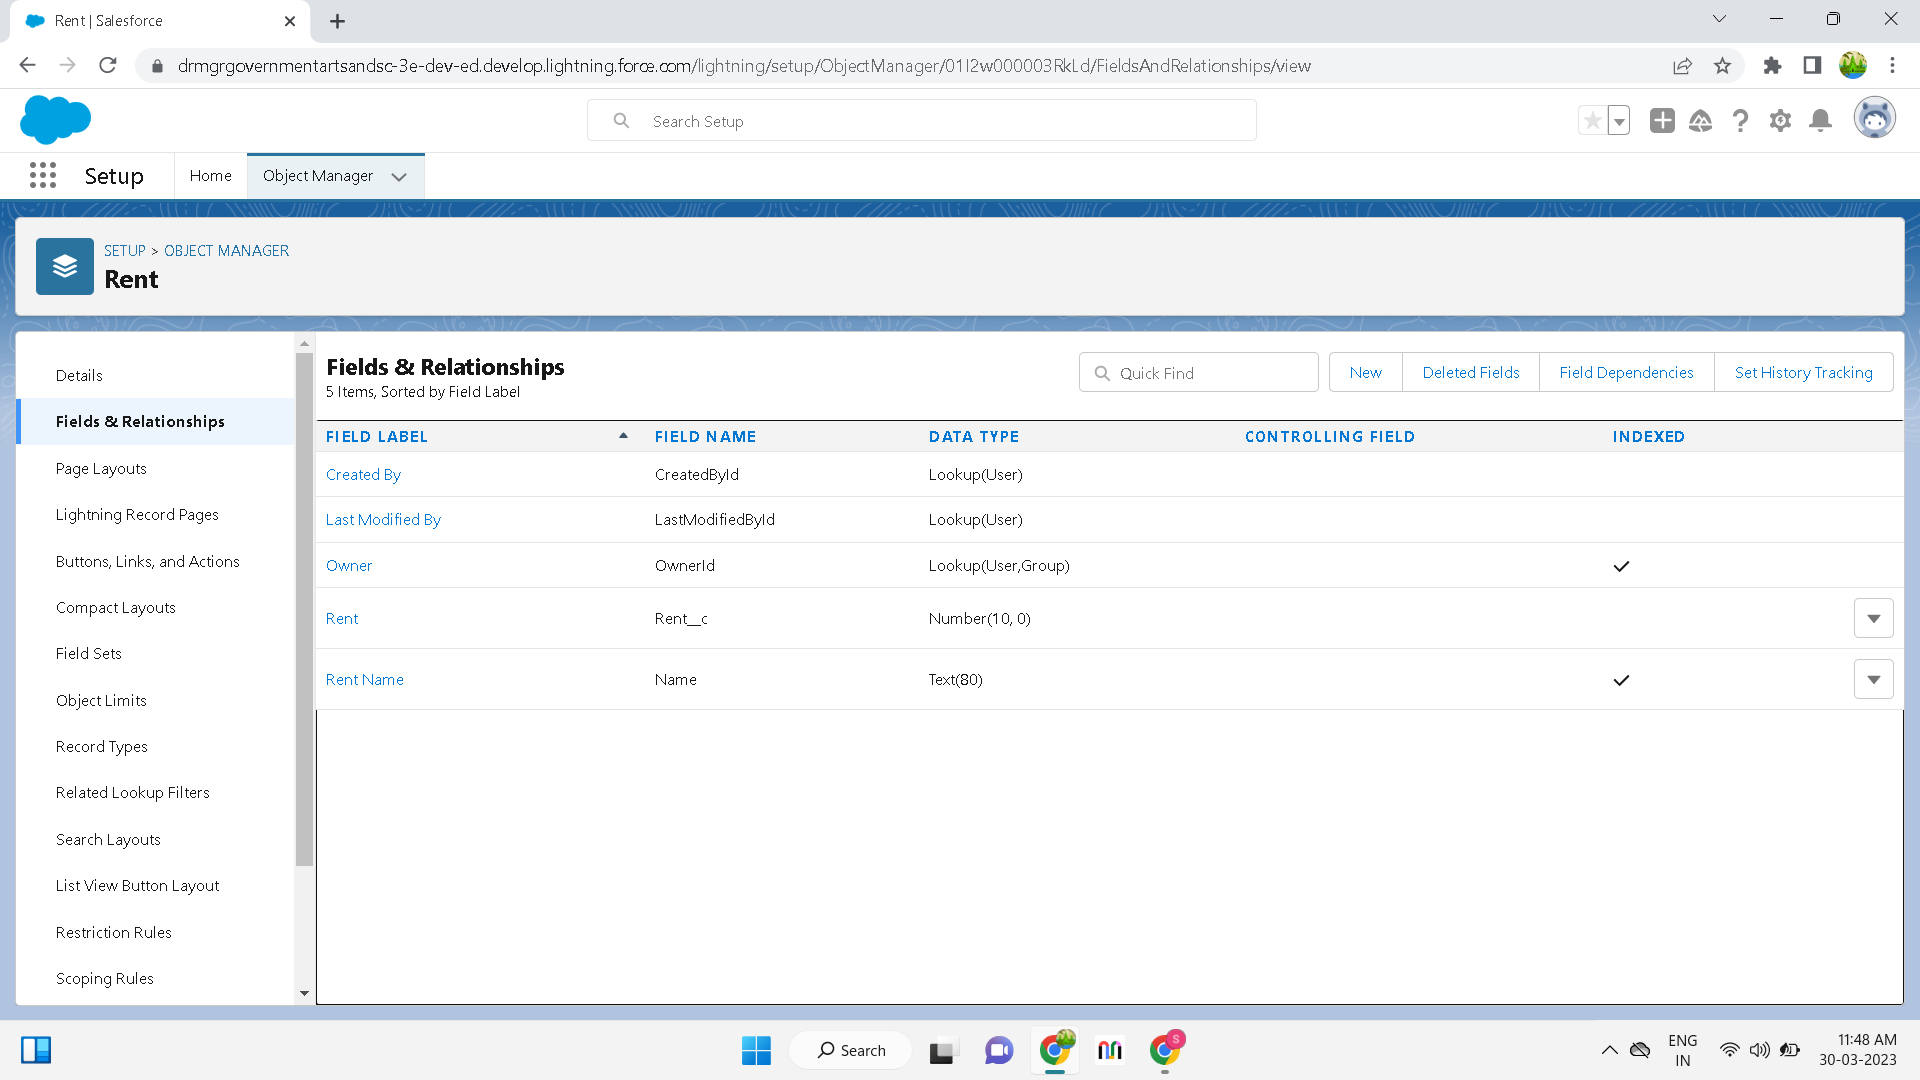 Rent | Salesforce
drmgrgovernmentartsandsc-3e-dev-ed.develop.lightning.force.com/lightning/setup/ObjectManager/01I2w000003RkLd/FieldsAndRelationships/view
Search Setup
Setup
Home
Object Manager
SETUP > OBJECT MANAGER
Rent
Details
Fields & Relationships
Page Layouts
Lightning Record Pages
Buttons, Links, and Actions
Compact Layouts
Field Sets
Object Limits
Record Types
Related Lookup Filters
Search Layouts
List View Button Layout
Restriction Rules
Scoping Rules
Fields & Relationships
5 Items, Sorted by Field Label
Quick Find
New
Deleted Fields
Field Dependencies
Set History Tracking
FIELD LABEL FIELD NAME DATA TYPE CONTROLLING FIELD INDEXED
Created By CreatedById Lookup(User)
Last Modified By LastModifiedById Lookup(User)
Owner OwnerId Lookup(User,Group)
Rent Rent__c Number(10, 0)
Rent Name Name Text(80)
Search
S
ENG
IN
11:48 AM
30-03-2023